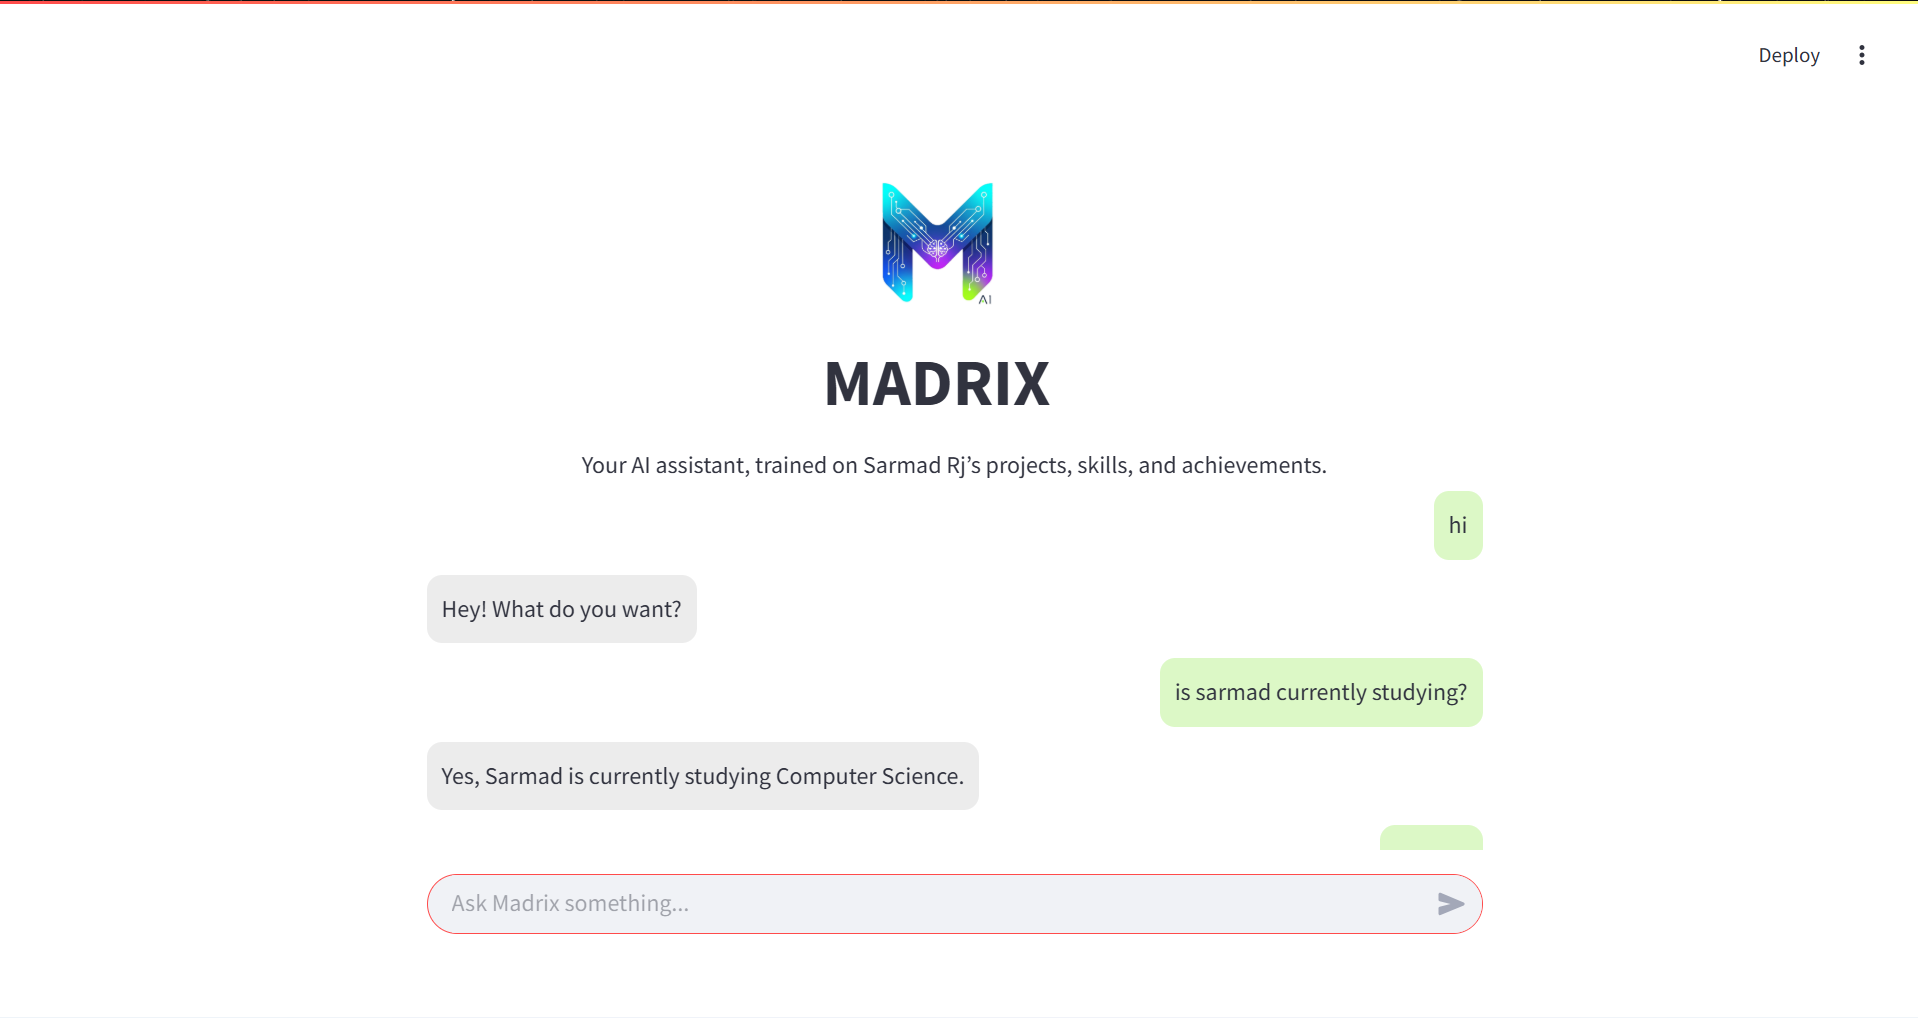 Deploy
AI
MADRIX
Your AI assistant, trained on Sarmad Rj’s projects, skills, and achievements.
hi
Hey! What do you want?
is sarmad currently studying?
Yes, Sarmad is currently studying Computer Science.
Ask Madrix something...